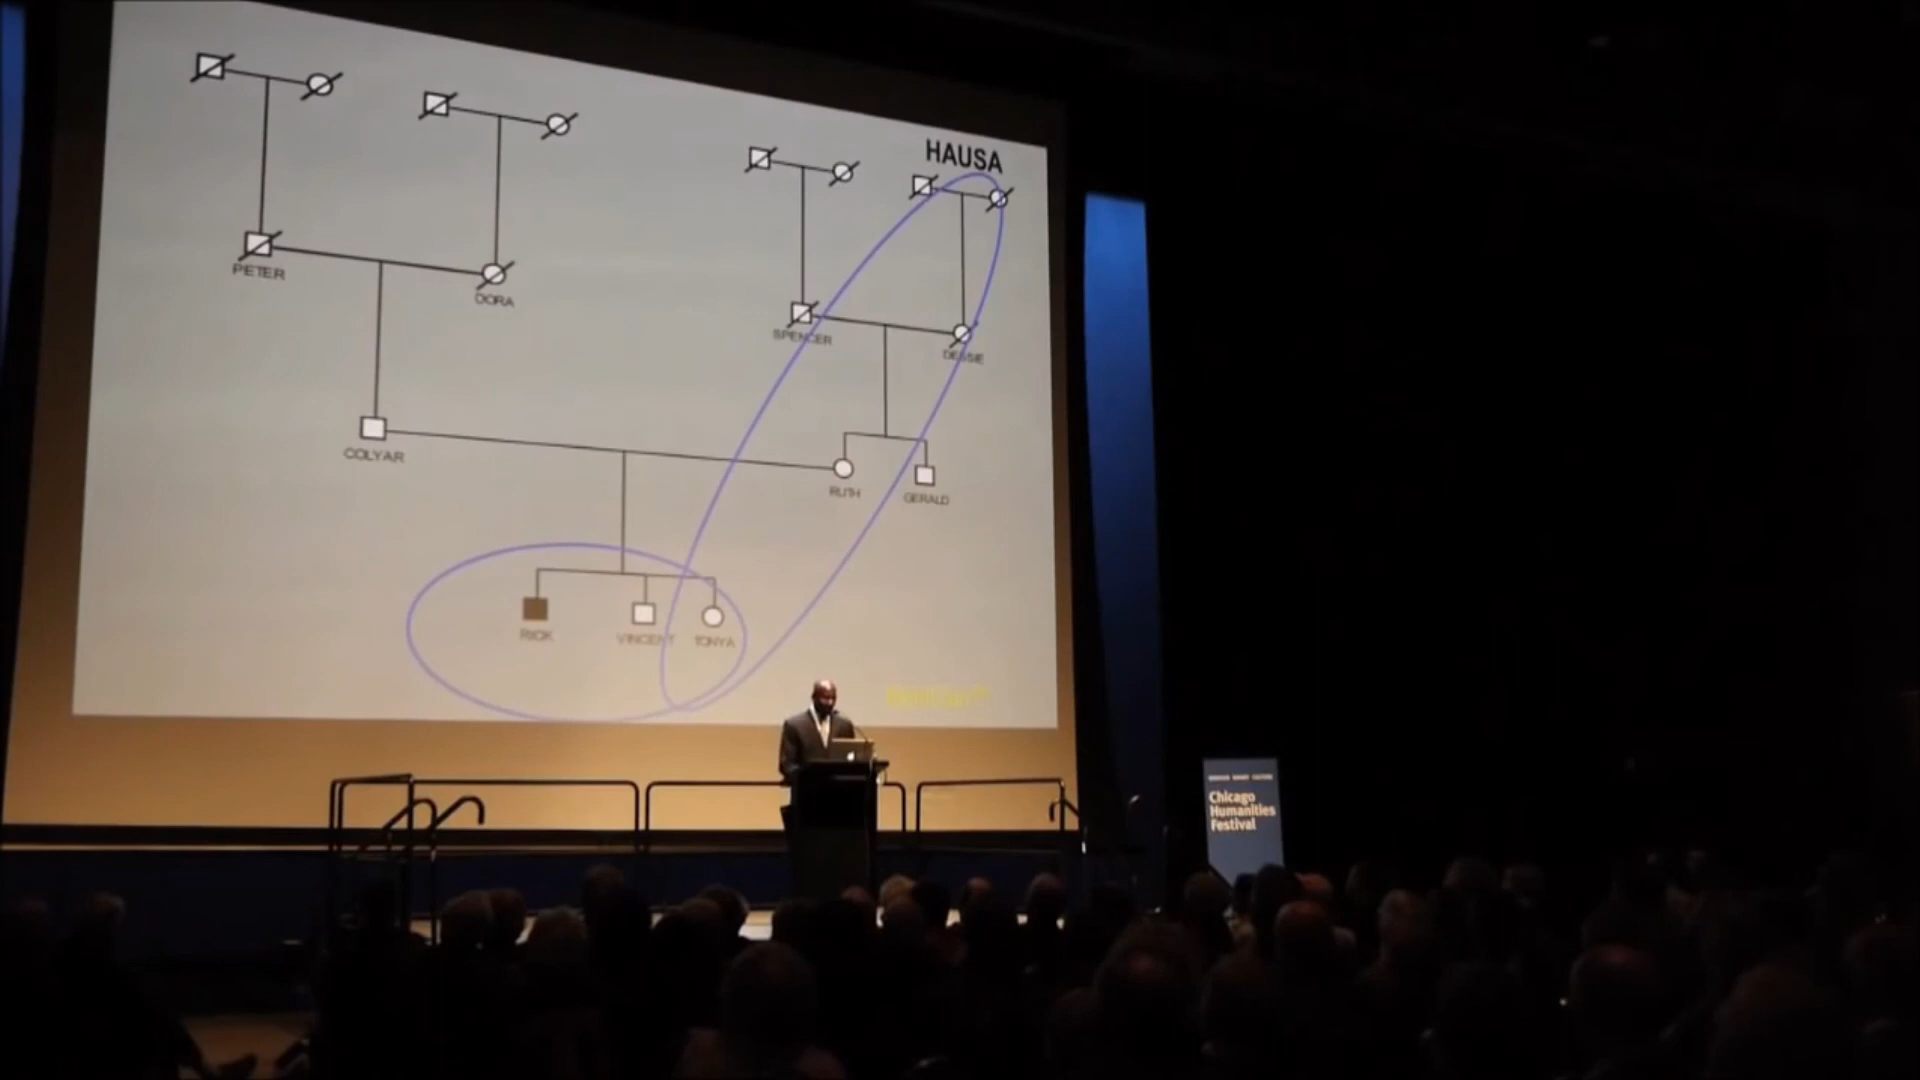 HAUSA
PETER
DORA
SPENCER
DESSIE
COLYAR
RUTH
GERALD
RICK
VINCENT
TONYA
Chicago
Humanities
Festival